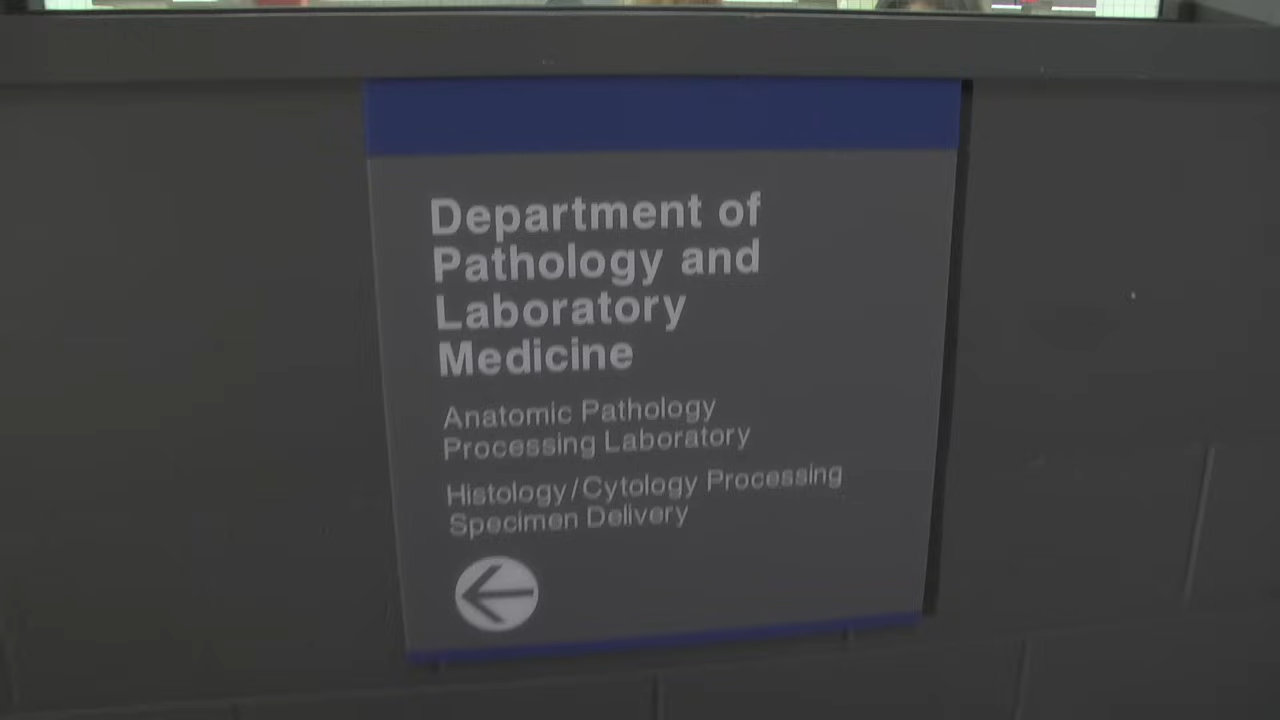 Department of
Pathology and
Laboratory
Medicine
Anatomic Pathology
Processing Laboratory
Histology/Cytology Processing
Specimen Delivery